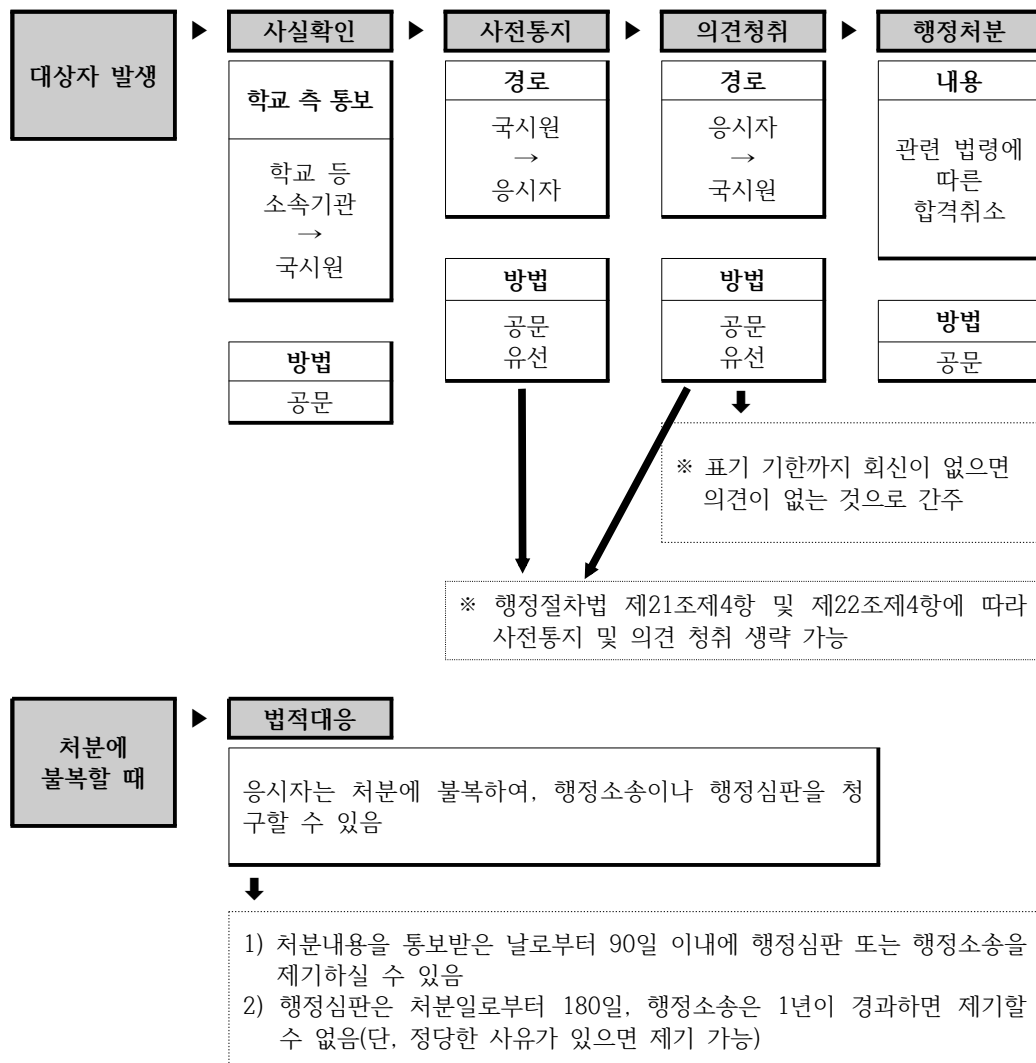 대상자 발생
▶
사실확인
학교 측 통보
학교 등
소속기관
→
국시원
방법
공문
▶
사전통지
경로
국시원
→
응시자
방법
공문
유선
▶
의견청취
경로
응시자
→
국시원
방법
공문
유선
▶
행정처분
내용
관련 법령에
따른
합격취소
방법
공문
※ 표기 기한까지 회신이 없으면
의견이 없는 것으로 간주
※ 행정절차법 제21조제4항 및 제22조제4항에 따라
사전통지 및 의견 청취 생략 가능
처분에
불복할 때
▶
법적대응
응시자는 처분에 불복하여, 행정소송이나 행정심판을 청
구할 수 있음
1) 처분내용을 통보받은 날로부터 90일 이내에 행정심판 또는 행정소송을
제기하실 수 있음
2) 행정심판은 처분일로부터 180일, 행정소송은 1년이 경과하면 제기할
수 없음(단, 정당한 사유가 있으면 제기 가능)